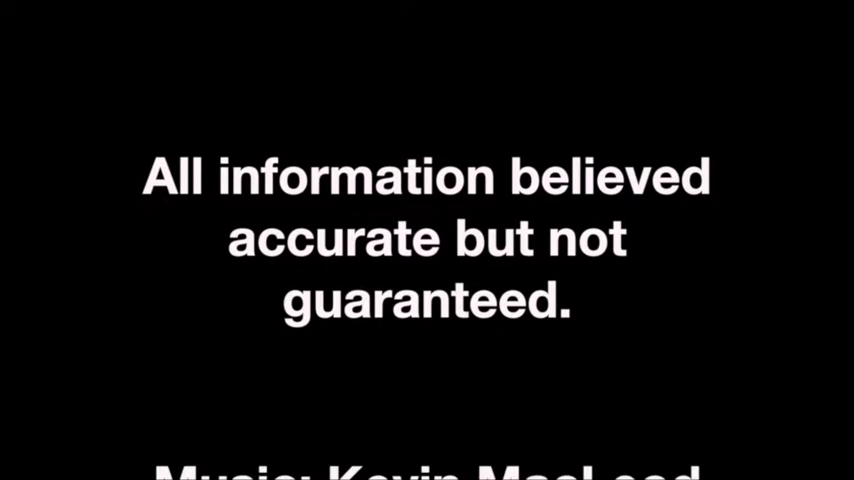 All information believed
accurate but not
guaranteed.
Music: Kevin MacLeod